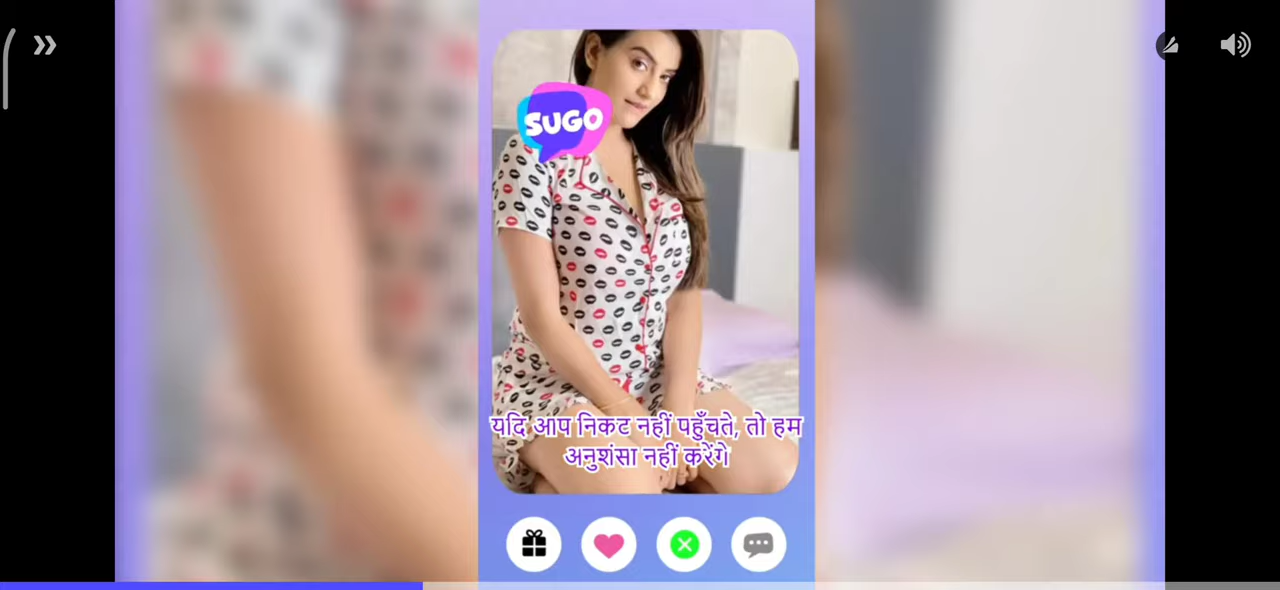 SUGO
यदि आप निकट नहीं पहुँचते, तो हम
अनुशंसा नहीं करेंगे